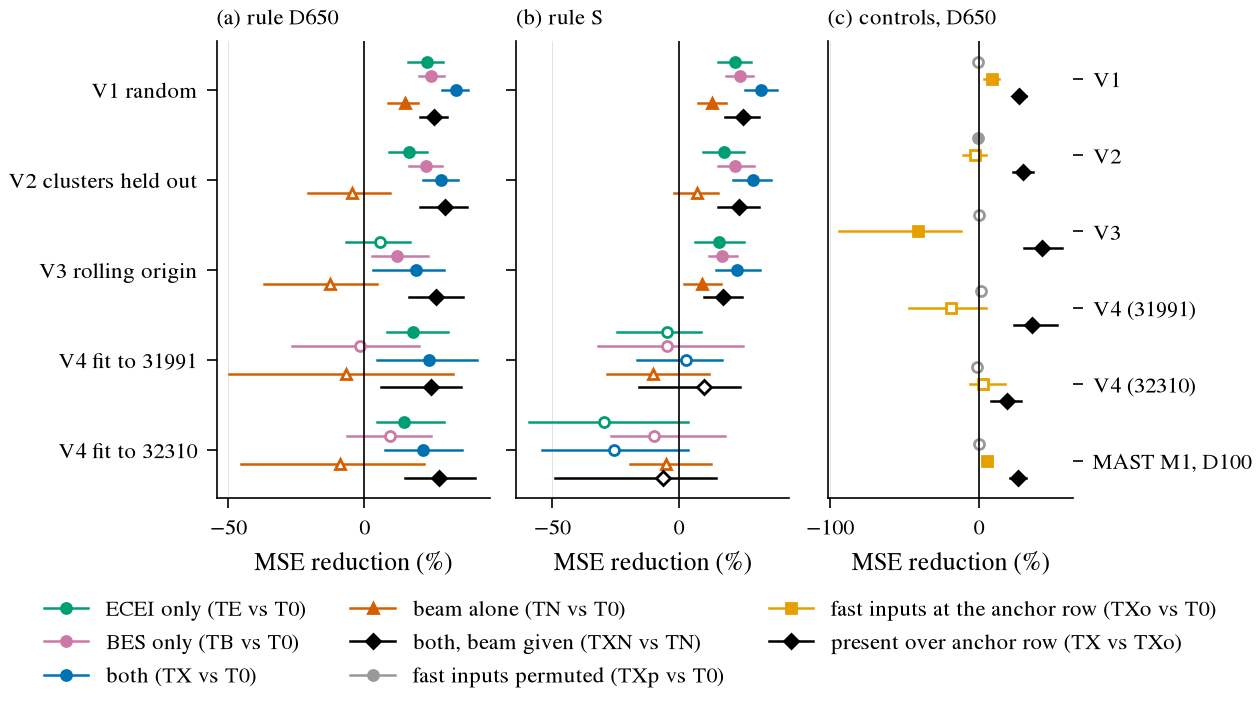 (a) rule D650
(b) rule S
(c) controls, D650
V1 random
V2 clusters held out
V3 rolling origin
V4 fit to 31991
V4 fit to 32310
V1
V2
V3
V4 (31991)
V4 (32310)
MAST M1, D100
−50 0
−50 0
−100 0
MSE reduction (%)
MSE reduction (%)
MSE reduction (%)
ECEI only (TE vs T0)
BES only (TB vs T0)
both (TX vs T0)
beam alone (TN vs T0)
both, beam given (TXN vs TN)
fast inputs permuted (TXp vs T0)
fast inputs at the anchor row (TXo vs T0)
present over anchor row (TX vs TXo)